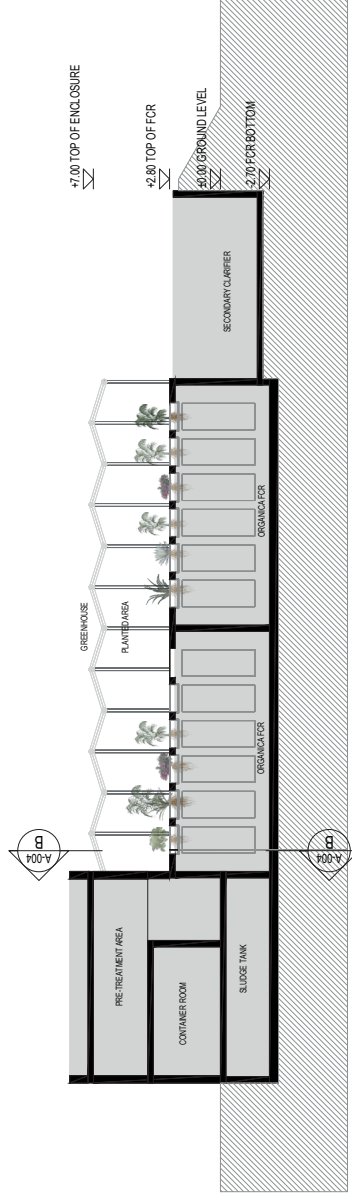 +7.00 TOP OF ENCLOSURE
+2.80 TOP OF FCR
±0.00 GROUND LEVEL
-2.70 FCR BOTTOM
GREENHOUSE
PLANTED AREA
SECONDARY CLARIFIER
ORGANICA FCR
ORGANICA FCR
PRE-TREATMENT AREA
CONTAINER ROOM
SLUDGE TANK
B
A-004
B
A-004